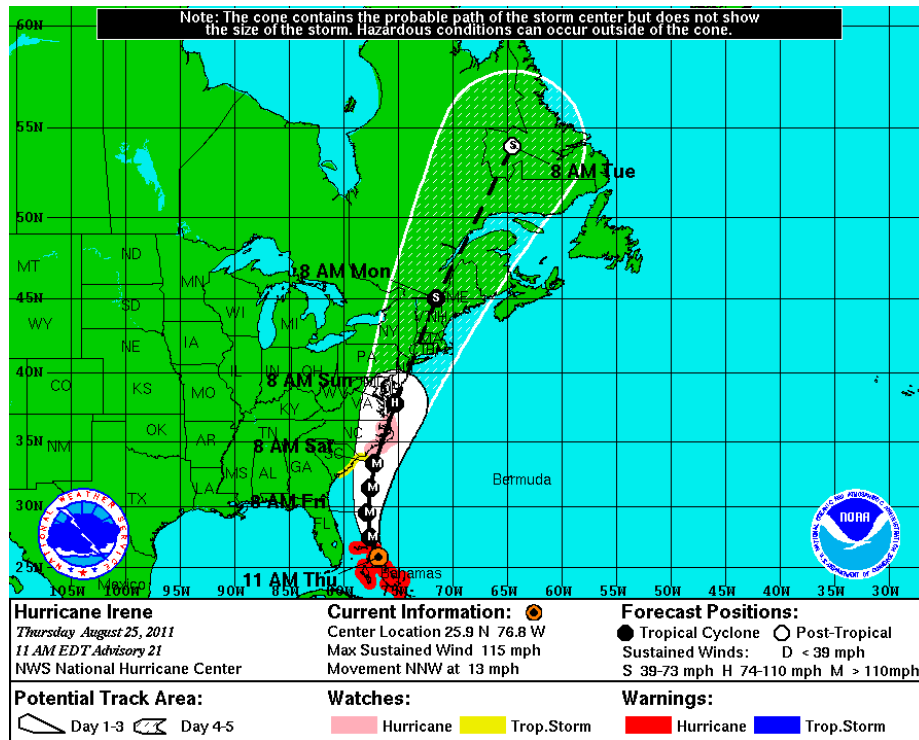 Note: The cone contains the probable path of the storm center but does not show
the size of the storm. Hazardous conditions can occur outside of the cone.
60N
55N
8 AM Tue
50N
MT
ND
MN
8 AM Mon
45N
SD
WI
MI
ME
NH
WY
NY
MA
NE
IA
PA
40N
CO
KS
MO
IL
IN
OH
8 AM Sun
VA
KY
35N
NM
OK
AR
TN
NC
8 AM Sat
SC
MS
AL
GA
30N
TX
LA
8 AM Fri
Bermuda
FL
NATIONAL WEATHER SERVICE
NOAA
25N
11 AM Thu
Bahamas
Mexico
105W 100W 95W 90W 85W 80W 75W 70W 65W 60W 55W 50W 45W 40W 35W 30W
S
S
H
M
M
M
M
Hurricane Irene
Thursday August 25, 2011
11 AM EDT Advisory 21
NWS National Hurricane Center
Current Information:
Center Location 25.9 N 76.8 W
Max Sustained Wind 115 mph
Movement NNW at 13 mph
Forecast Positions:
Tropical Cyclone Post-Tropical
Sustained Winds: D < 39 mph
S 39-73 mph H 74-110 mph M > 110mph
Potential Track Area:
Day 1-3 Day 4-5
Watches:
Hurricane Trop.Storm
Warnings:
Hurricane Trop.Storm